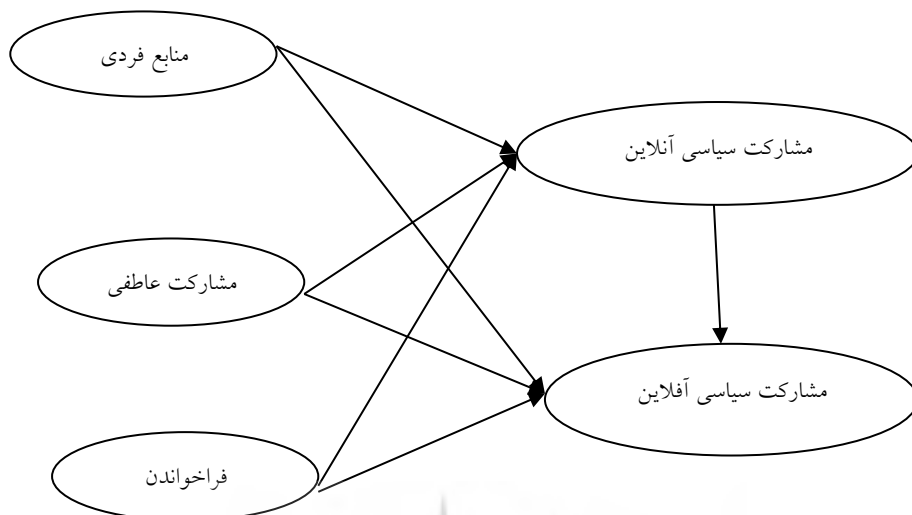 منابع فردی
مشارکت سیاسی آنلاین
مشارکت عاطفی
مشارکت سیاسی آفلاین
فراخواندن